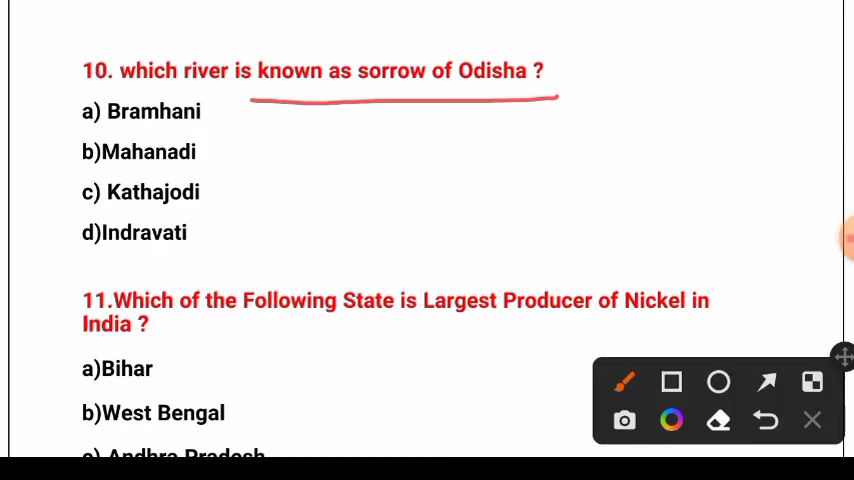 10. which river is known as sorrow of Odisha ?
a) Bramhani
b)Mahanadi
c) Kathajodi
d)Indravati
11.Which of the Following State is Largest Producer of Nickel in
India ?
a)Bihar
b)West Bengal
c) Andhra Pradesh